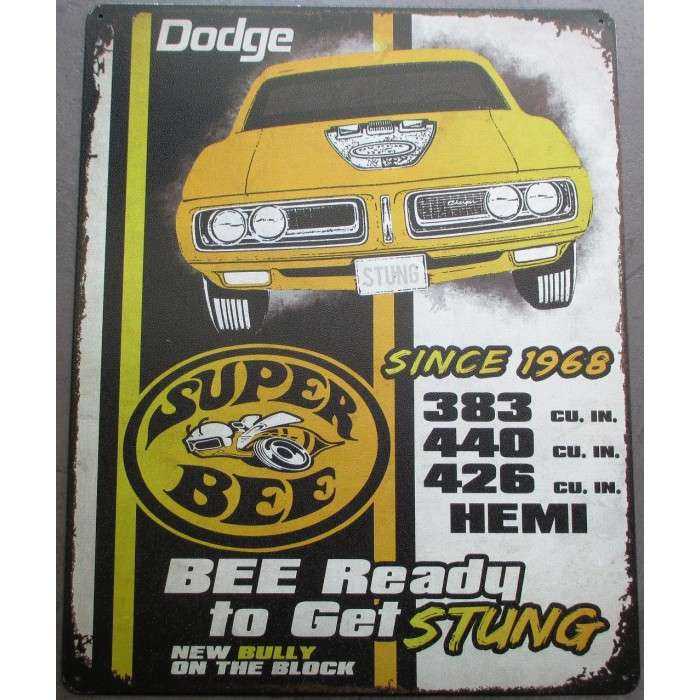 Dodge
STUNG
SINCE 1968
383 CU. IN.
440 CU. IN.
426 CU. IN.
HEMI
SUPER
BEE
BEE Ready
to Get STUNG
NEW BULLY
ON THE BLOCK